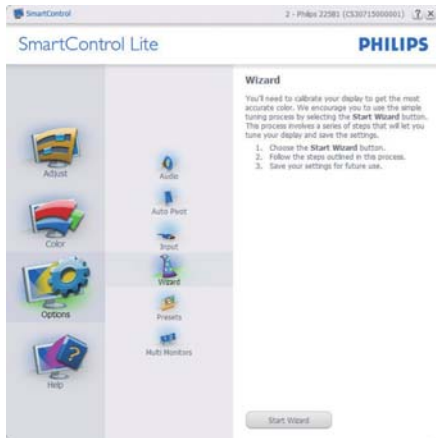 SmartControl
2 - Philips 225B1 (CS30715000001)
SmartControl Lite
PHILIPS
Adjust
Color
Options
Help
Audio
Auto Pivot
Input
Wizard
Presets
Multi Monitors
Wizard
You'll need to calibrate your display to get the most
accurate color. We encourage you to use the simple
tuning process by selecting the Start Wizard button.
This process involves a series of steps that will let you
tune your display and save the settings.
1. Choose the Start Wizard button.
2. Follow the steps outlined in this process.
3. Save your settings for future use.
Start Wizard